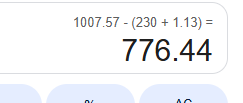 1007.57 - (230 + 1.13) =
776.44
% AC